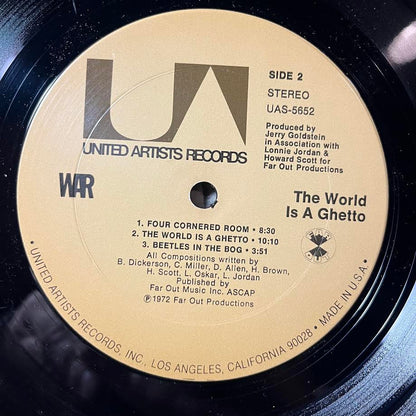 UA
UNITED ARTISTS RECORDS
SIDE 2
STEREO
UAS-5652
Produced by
Jerry Goldstein
in Association with
Lonnie Jordan &
Howard Scott for
Far Out Productions
WAR
The World
Is A Ghetto
1. FOUR CORNERED ROOM • 8:30
2. THE WORLD IS A GHETTO • 10:10
3. BEETLES IN THE BOG • 3:51
All Compositions written by
B. Dickerson, C. Miller, D. Allen, H. Brown,
H. Scott, L. Oskar, L. Jordan
Published by
Far Out Music Inc. ASCAP
℗ 1972 Far Out Productions
• UNITED ARTISTS RECORDS, INC., LOS ANGELES, CALIFORNIA 90028 • MADE IN U.S.A. •